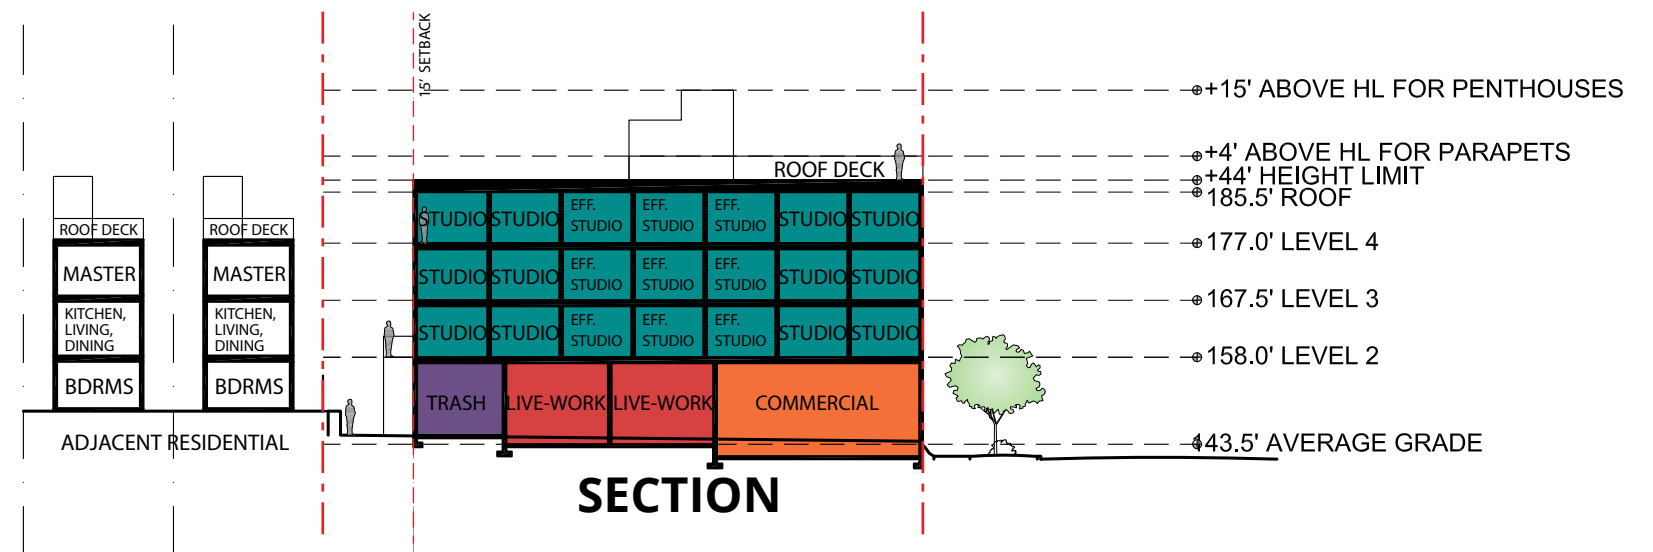 15' SETBACK
+15' ABOVE HL FOR PENTHOUSES
+4' ABOVE HL FOR PARAPETS
+44' HEIGHT LIMIT
185.5' ROOF
177.0' LEVEL 4
167.5' LEVEL 3
158.0' LEVEL 2
143.5' AVERAGE GRADE
ROOF DECK
ROOF DECK
ROOF DECK
MASTER
MASTER
KITCHEN,
LIVING,
DINING
KITCHEN,
LIVING,
DINING
BDRMS
BDRMS
ADJACENT RESIDENTIAL
STUDIO
STUDIO
EFF.
STUDIO
EFF.
STUDIO
EFF.
STUDIO
STUDIO
STUDIO
STUDIO
STUDIO
EFF.
STUDIO
EFF.
STUDIO
EFF.
STUDIO
STUDIO
STUDIO
STUDIO
STUDIO
EFF.
STUDIO
EFF.
STUDIO
EFF.
STUDIO
STUDIO
STUDIO
TRASH
LIVE-WORK
LIVE-WORK
COMMERCIAL
SECTION